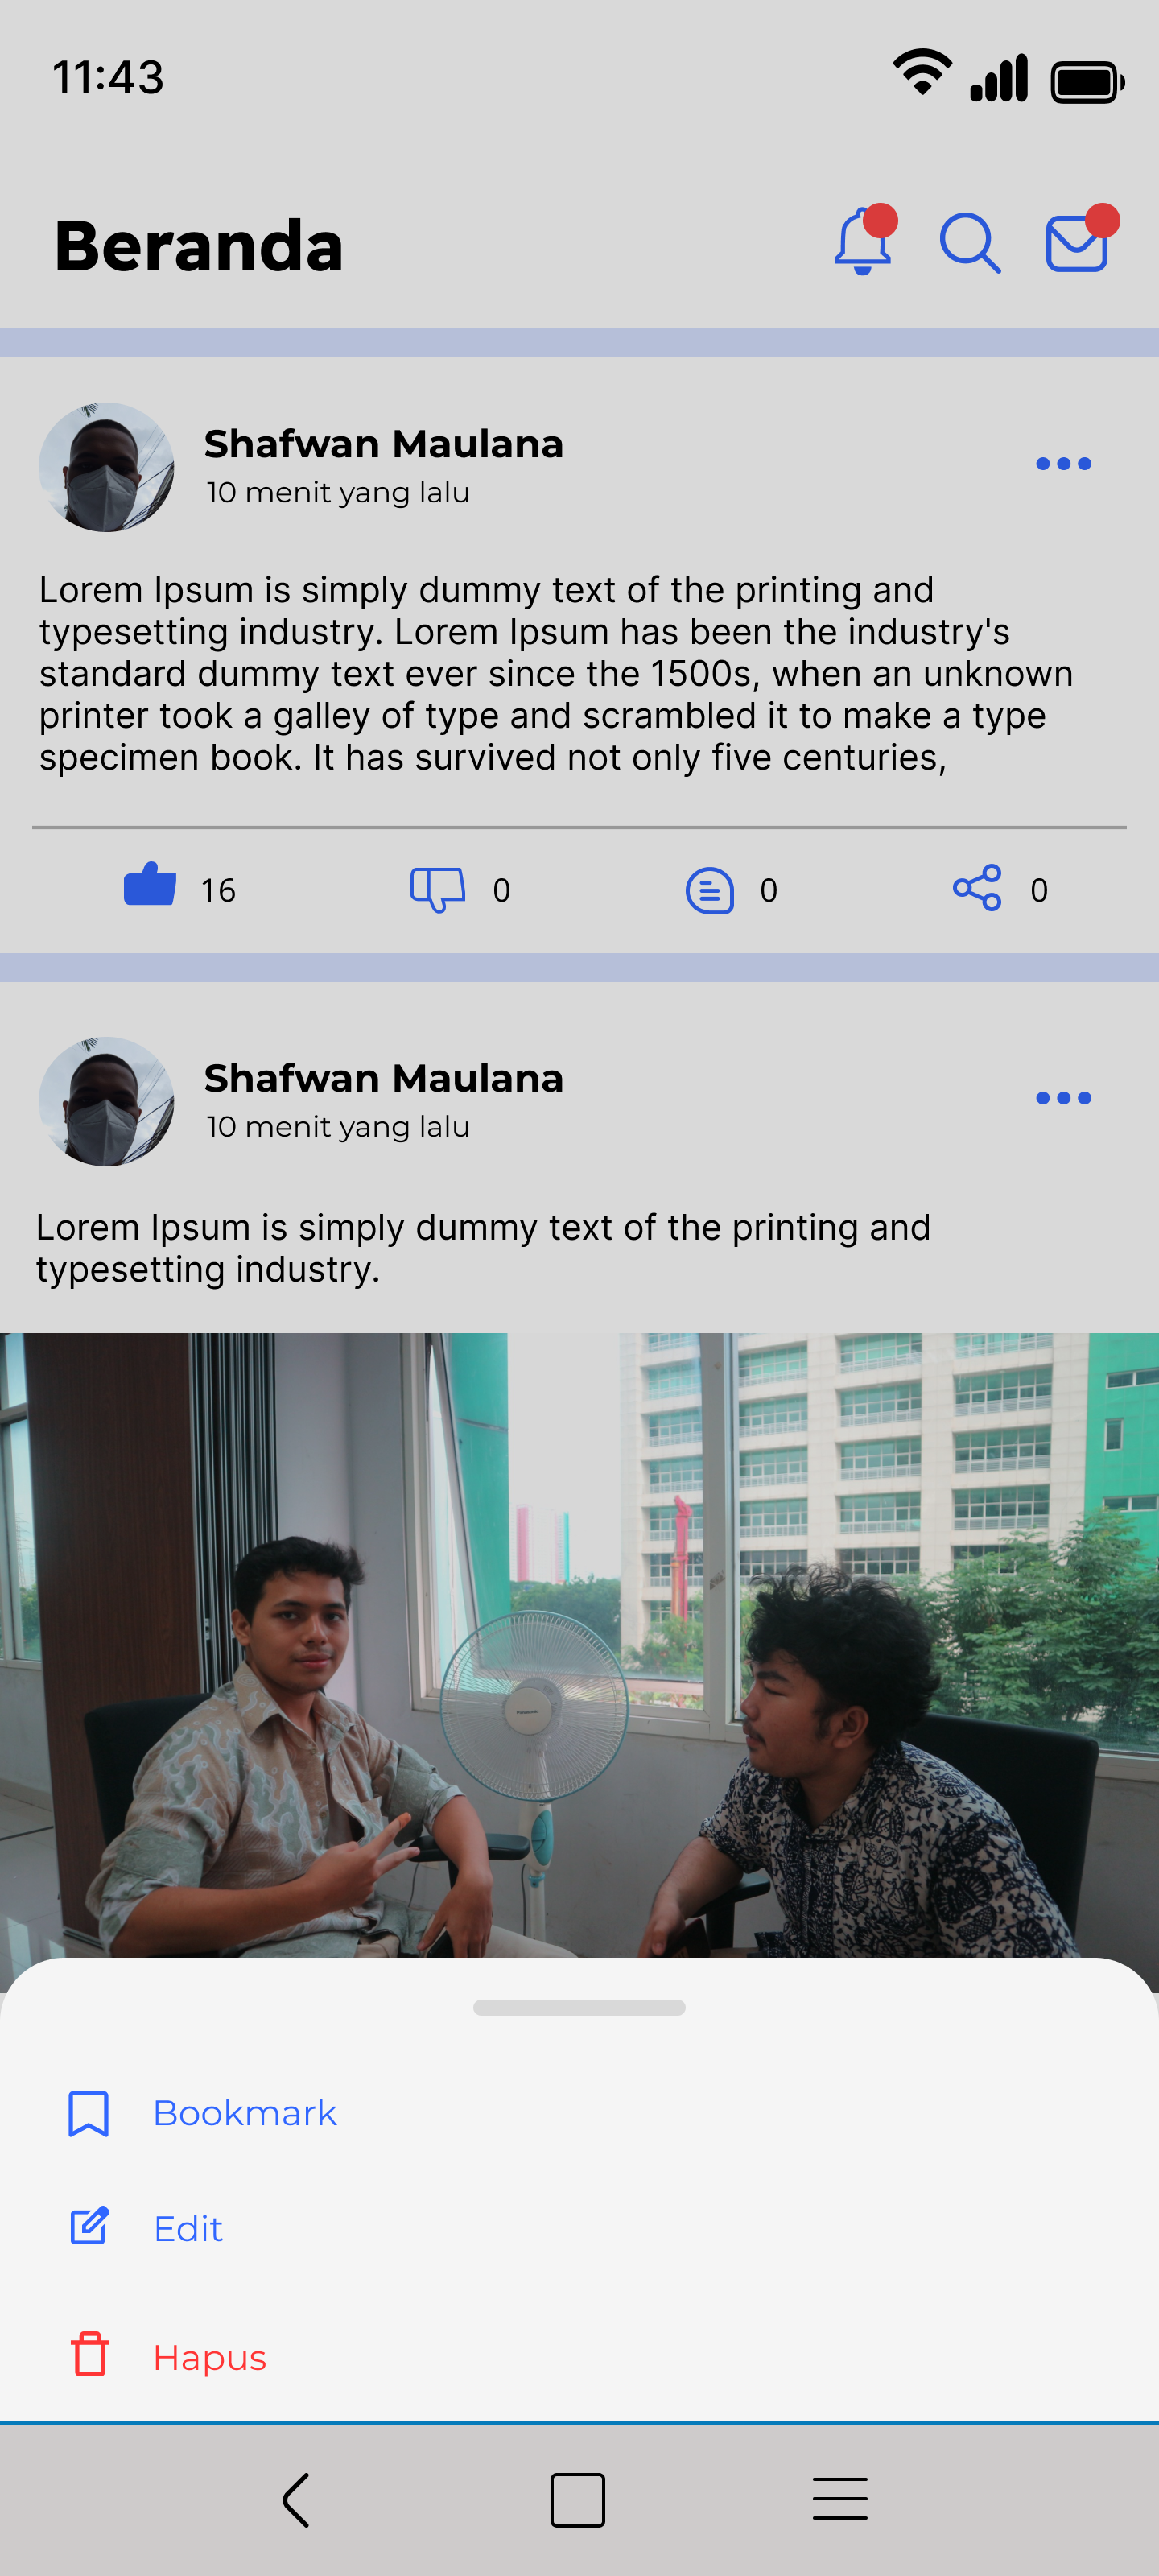 11:43
Beranda
Shafwan Maulana
10 menit yang lalu
Lorem Ipsum is simply dummy text of the printing and
typesetting industry. Lorem Ipsum has been the industry's
standard dummy text ever since the 1500s, when an unknown
printer took a galley of type and scrambled it to make a type
specimen book. It has survived not only five centuries,
16 0 0 0
Shafwan Maulana
10 menit yang lalu
Lorem Ipsum is simply dummy text of the printing and
typesetting industry.
Panasonic
Bookmark
Edit
Hapus